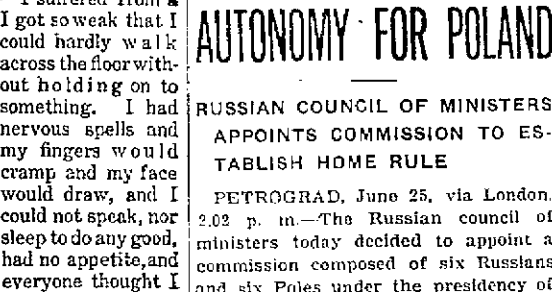 I suffered from a
I got so weak that I
could hardly walk
across the floor with-
out holding on to
something. I had
nervous spells and
my fingers would
cramp and my face
would draw, and I
could not speak, nor
sleep to do any good,
had no appetite, and
everyone thought I
AUTONOMY FOR POLAND
RUSSIAN COUNCIL OF MINISTERS
APPOINTS COMMISSION TO ES-
TABLISH HOME RULE
PETROGRAD, June 25, via London,
2.02 p. m.—The Russian council of
ministers today decided to appoint a
commission composed of six Russians
and six Poles under the presidency of